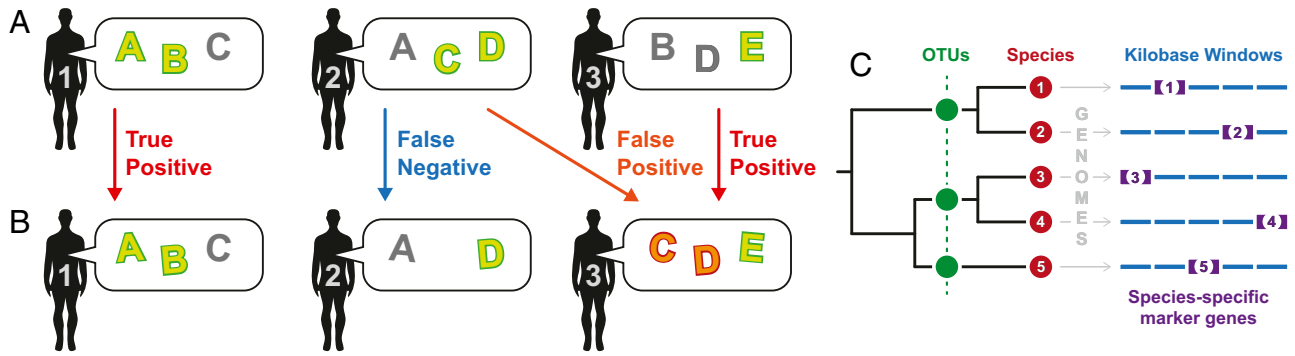 A
1
A B C
2
A C D
3
B D E
True
Positive
False
Negative
False
Positive
True
Positive
B
1
A B C
2
A D
3
C D E
C
OTUs
Species
Kilobase Windows
1
2
3
4
5
GENOMES
1
2
3
4
5
Species-specific
marker genes